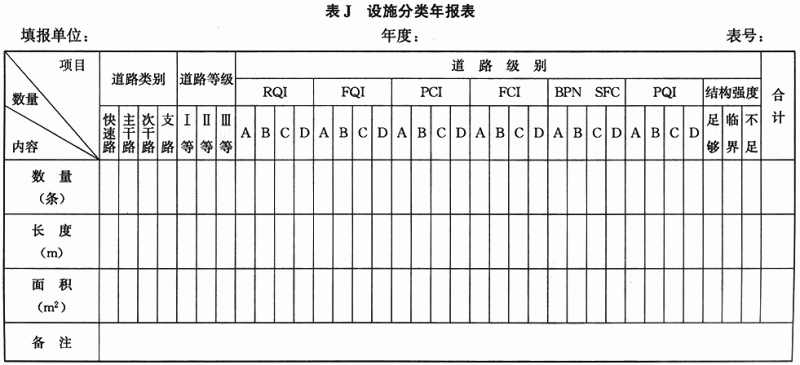 表J 设施分类年报表
填报单位： 年度： 表号：
项目 数量 内容 道路类别 道路等级 道路级别 合计
RQI FQI PCI FCI BPN SFC PQI 结构强度
快速路 主干路 次干路 支路 Ⅰ等 Ⅱ等 Ⅲ等 A B C D A B C D A B C D A B C D A B C D A B C D 足够 临界 不足
数量
（条）
长度
（m）
面积
（m²）
备注